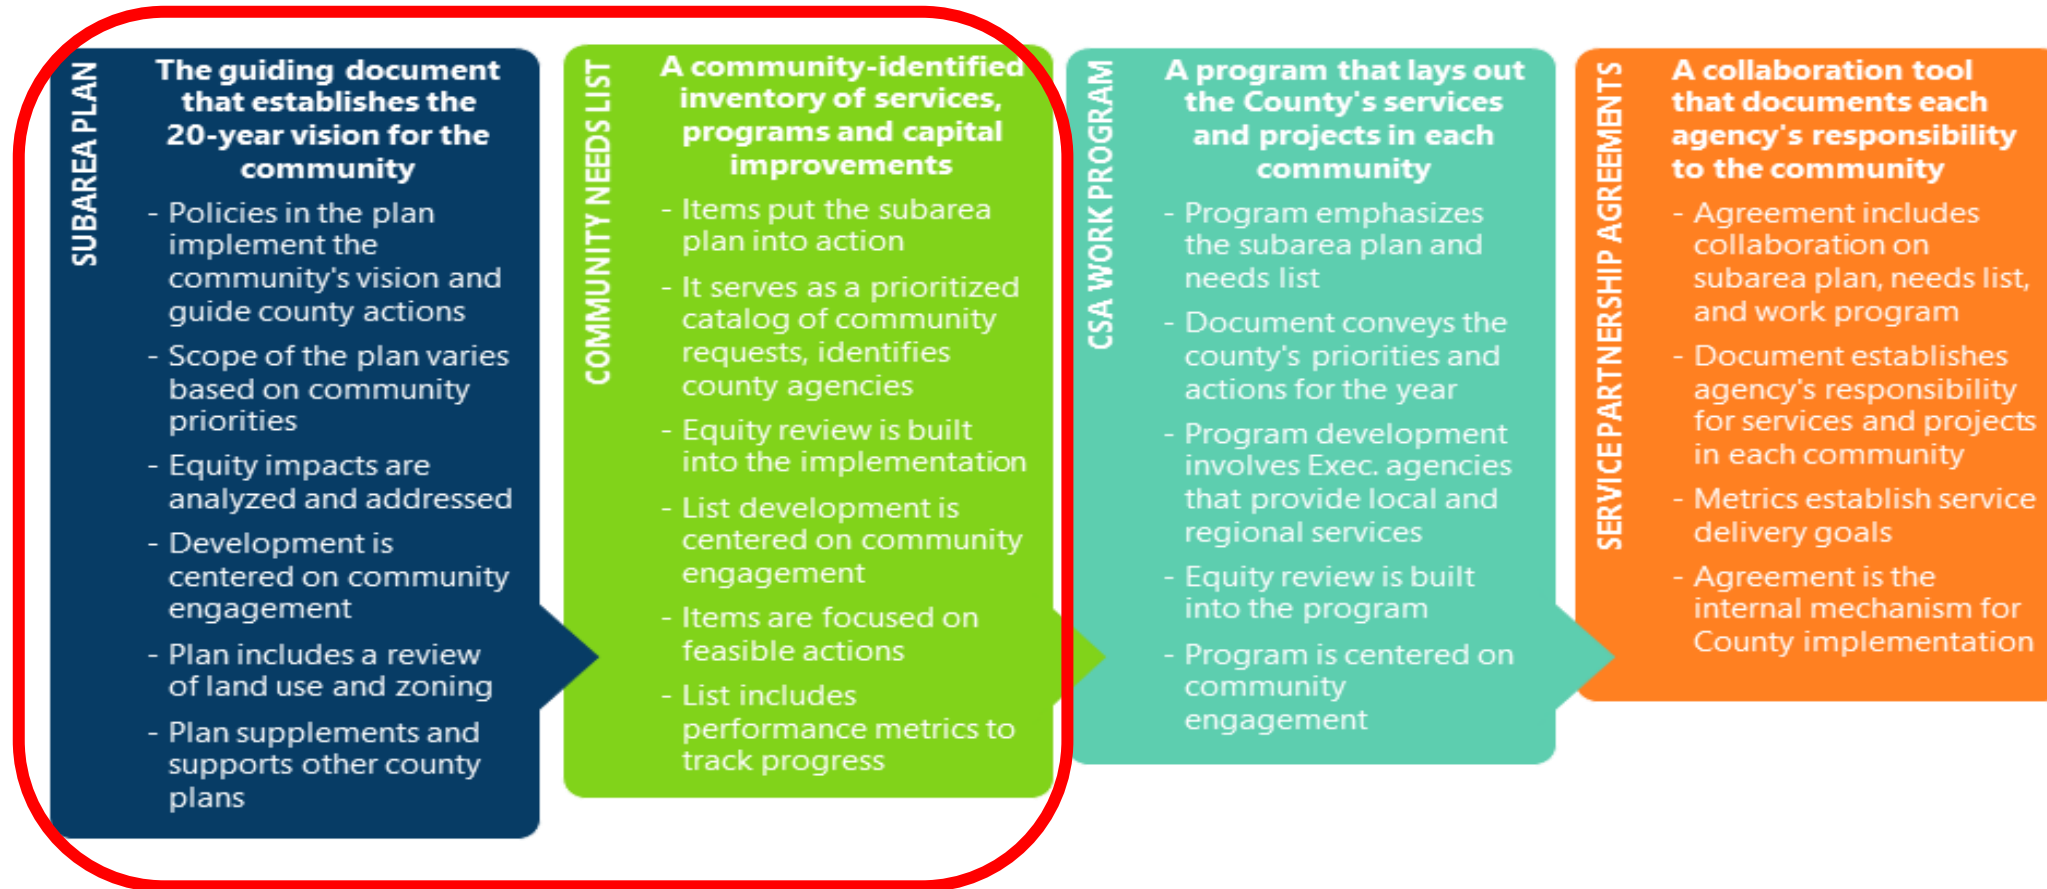 SUBAREA PLAN
The guiding document
that establishes the
20-year vision for the
community
- Policies in the plan
implement the
community's vision and
guide county actions
- Scope of the plan varies
based on community
priorities
- Equity impacts are
analyzed and addressed
- Development is
centered on community
engagement
- Plan includes a review
of land use and zoning
- Plan supplements and
supports other county
plans
COMMUNITY NEEDS LIST
A community-identified
inventory of services,
programs and capital
improvements
- Items put the subarea
plan into action
- It serves as a prioritized
catalog of community
requests, identifies
county agencies
- Equity review is built
into the implementation
- List development is
centered on community
engagement
- Items are focused on
feasible actions
- List includes
performance metrics to
track progress
CSA WORK PROGRAM
A program that lays out
the County's services
and projects in each
community
- Program emphasizes
the subarea plan and
needs list
- Document conveys the
county's priorities and
actions for the year
- Program development
involves Exec. agencies
that provide local and
regional services
- Equity review is built
into the program
- Program is centered on
community
engagement
SERVICE PARTNERSHIP AGREEMENTS
A collaboration tool
that documents each
agency's responsibility
to the community
- Agreement includes
collaboration on
subarea plan, needs list,
and work program
- Document establishes
agency's responsibility
for services and projects
in each community
- Metrics establish service
delivery goals
- Agreement is the
internal mechanism for
County implementation